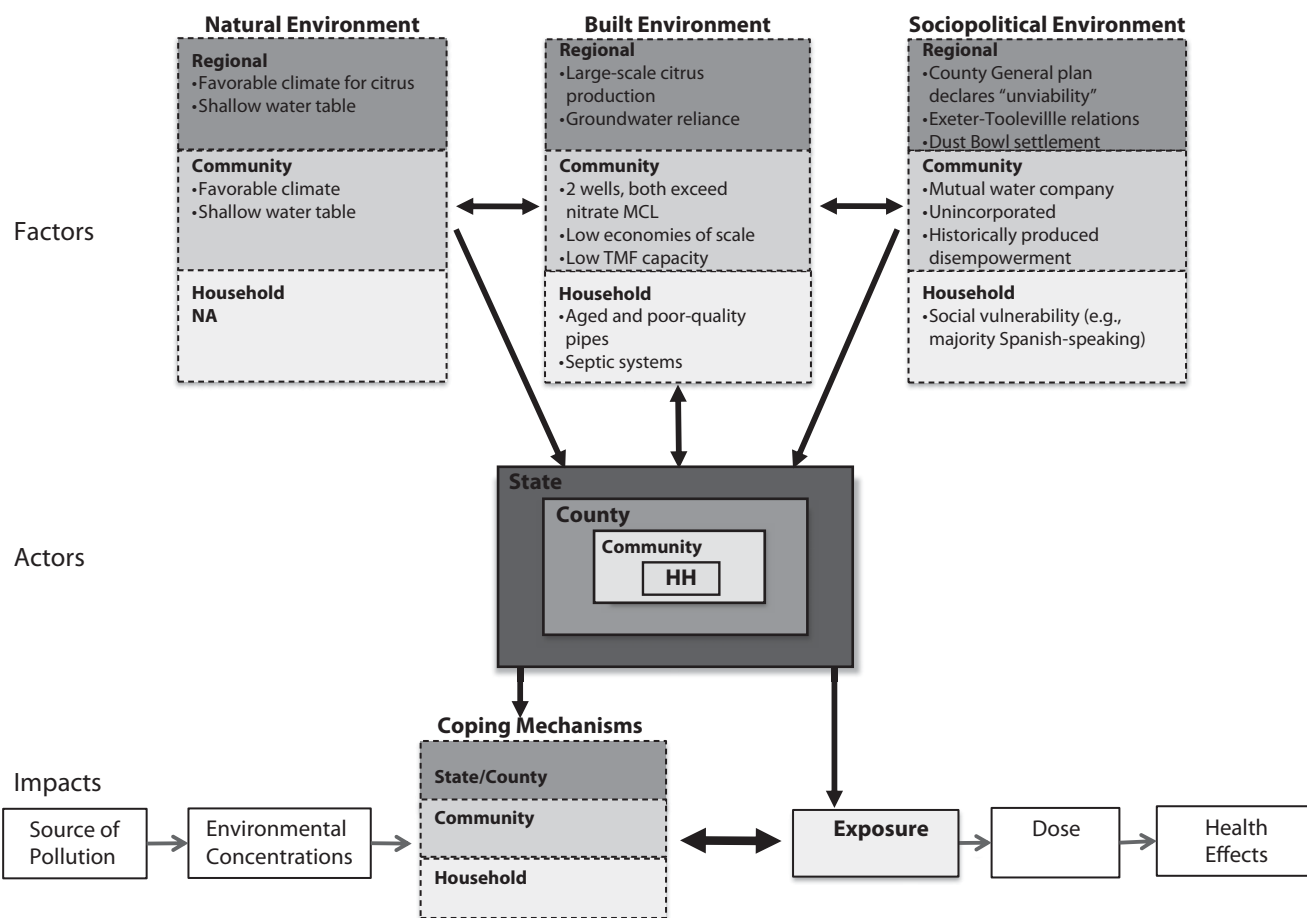 Natural Environment
Regional
•Favorable climate for citrus
•Shallow water table
Community
•Favorable climate
•Shallow water table
Household
NA
Built Environment
Regional
•Large-scale citrus
production
•Groundwater reliance
Community
•2 wells, both exceed
nitrate MCL
•Low economies of scale
•Low TMF capacity
Household
•Aged and poor-quality
pipes
•Septic systems
Sociopolitical Environment
Regional
•County General plan
declares “unviability”
•Exeter-Toolevillle relations
•Dust Bowl settlement
Community
•Mutual water company
•Unincorporated
•Historically produced
disempowerment
Household
•Social vulnerability (e.g.,
majority Spanish-speaking)
Factors
State
County
Community
HH
Actors
Coping Mechanisms
State/County
Community
Household
Impacts
Source of
Pollution
Environmental
Concentrations
Exposure
Dose
Health
Effects